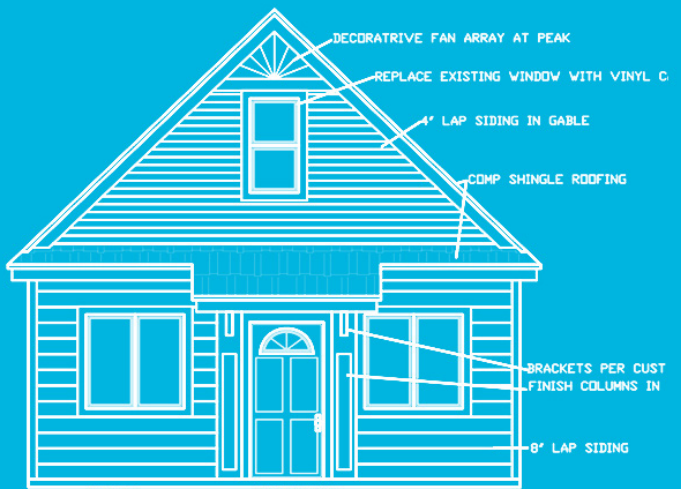 DECORATRIVE FAN ARRAY AT PEAK
REPLACE EXISTING WINDOW WITH VINYL
4' LAP SIDING IN GABLE
COMP SHINGLE ROOFING
BRACKETS PER CUST
FINISH COLUMNS IN
8' LAP SIDING